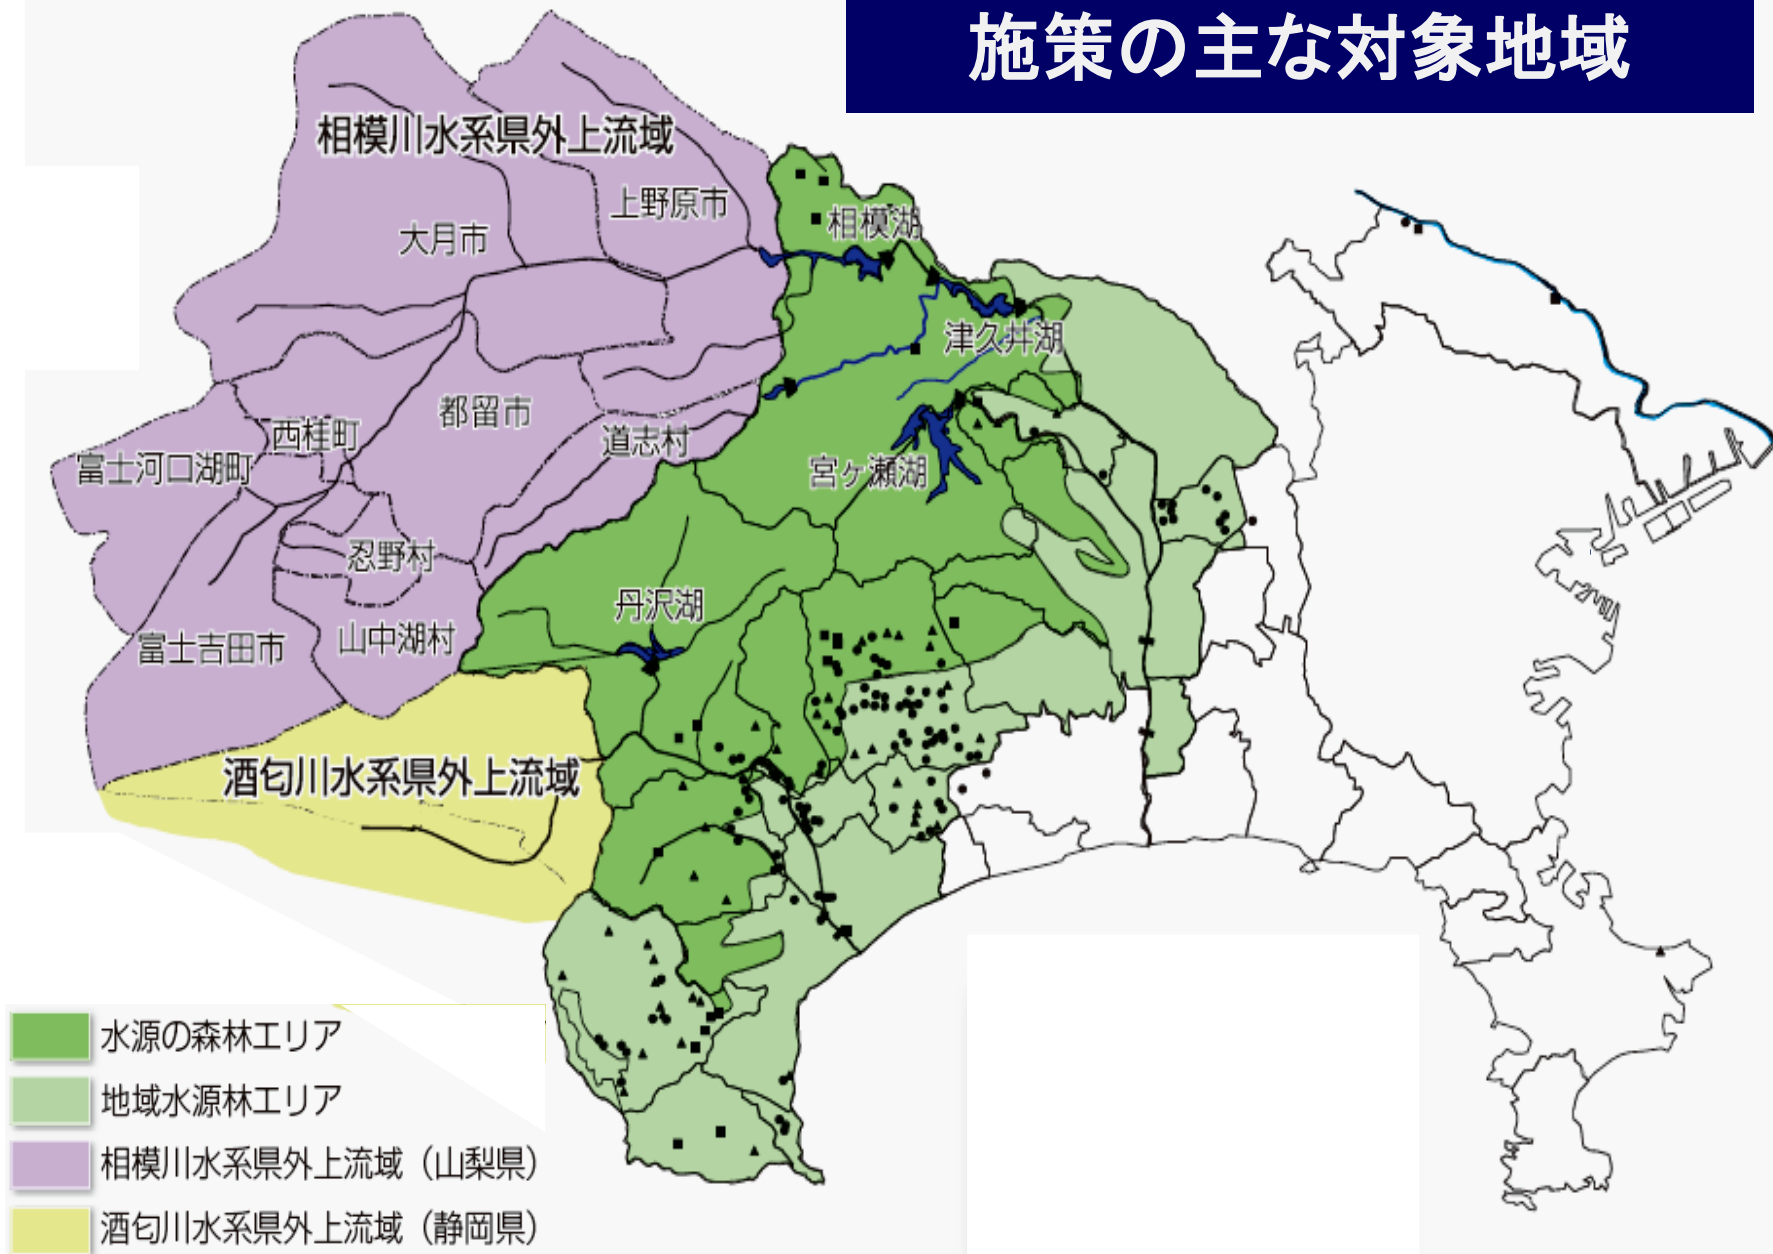 施策の主な対象地域
相模川水系県外上流域
上野原市
大月市
相模湖
津久井湖
都留市
西桂町
道志村
富士河口湖町
宮ヶ瀬湖
忍野村
丹沢湖
富士吉田市
山中湖村
酒匂川水系県外上流域
水源の森林エリア
地域水源林エリア
相模川水系県外上流域（山梨県）
酒匂川水系県外上流域（静岡県）